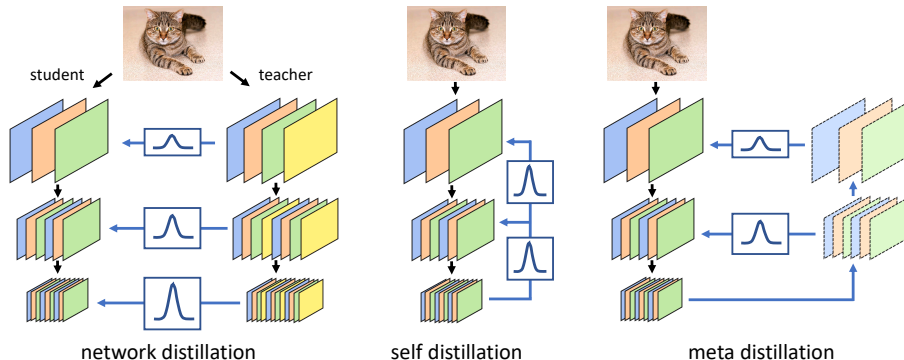 student
teacher
network distillation
self distillation
meta distillation